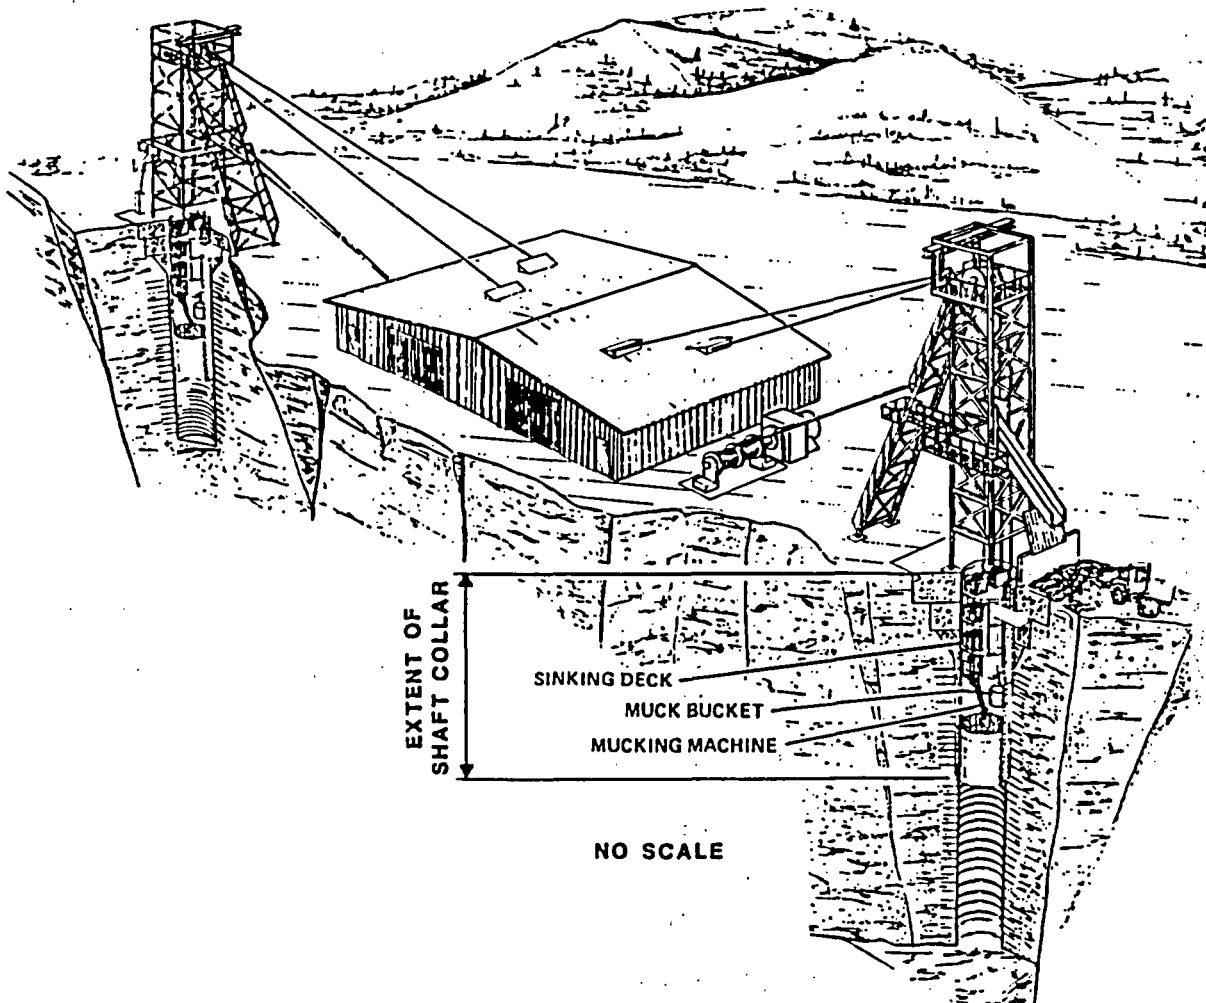 EXTENT OF
SHAFT COLLAR
SINKING DECK
MUCK BUCKET
MUCKING MACHINE
NO SCALE